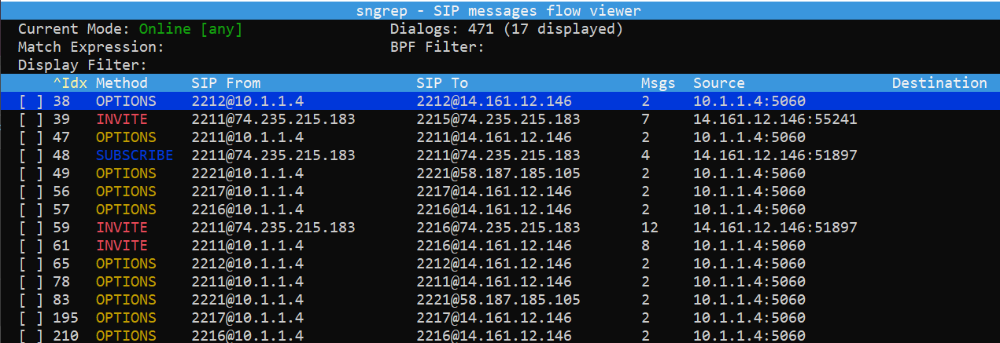 sngrep - SIP messages flow viewer
Current Mode: Online [any] Dialogs: 471 (17 displayed)
Match Expression: BPF Filter:
Display Filter:
^Idx Method SIP From SIP To Msgs Source Destination
[ ] 38 OPTIONS 2212@10.1.1.4 2212@14.161.12.146 2 10.1.1.4:5060
[ ] 39 INVITE 2211@74.235.215.183 2215@74.235.215.183 7 14.161.12.146:55241
[ ] 47 OPTIONS 2211@10.1.1.4 2211@14.161.12.146 2 10.1.1.4:5060
[ ] 48 SUBSCRIBE 2211@74.235.215.183 2211@74.235.215.183 4 14.161.12.146:51897
[ ] 49 OPTIONS 2221@10.1.1.4 2221@58.187.185.105 2 10.1.1.4:5060
[ ] 56 OPTIONS 2217@10.1.1.4 2217@14.161.12.146 2 10.1.1.4:5060
[ ] 57 OPTIONS 2216@10.1.1.4 2216@14.161.12.146 2 10.1.1.4:5060
[ ] 59 INVITE 2211@74.235.215.183 2216@74.235.215.183 12 14.161.12.146:51897
[ ] 61 INVITE 2211@10.1.1.4 2216@14.161.12.146 8 10.1.1.4:5060
[ ] 65 OPTIONS 2212@10.1.1.4 2212@14.161.12.146 2 10.1.1.4:5060
[ ] 78 OPTIONS 2211@10.1.1.4 2211@14.161.12.146 2 10.1.1.4:5060
[ ] 83 OPTIONS 2221@10.1.1.4 2221@58.187.185.105 2 10.1.1.4:5060
[ ] 195 OPTIONS 2217@10.1.1.4 2217@14.161.12.146 2 10.1.1.4:5060
[ ] 210 OPTIONS 2216@10.1.1.4 2216@14.161.12.146 2 10.1.1.4:5060